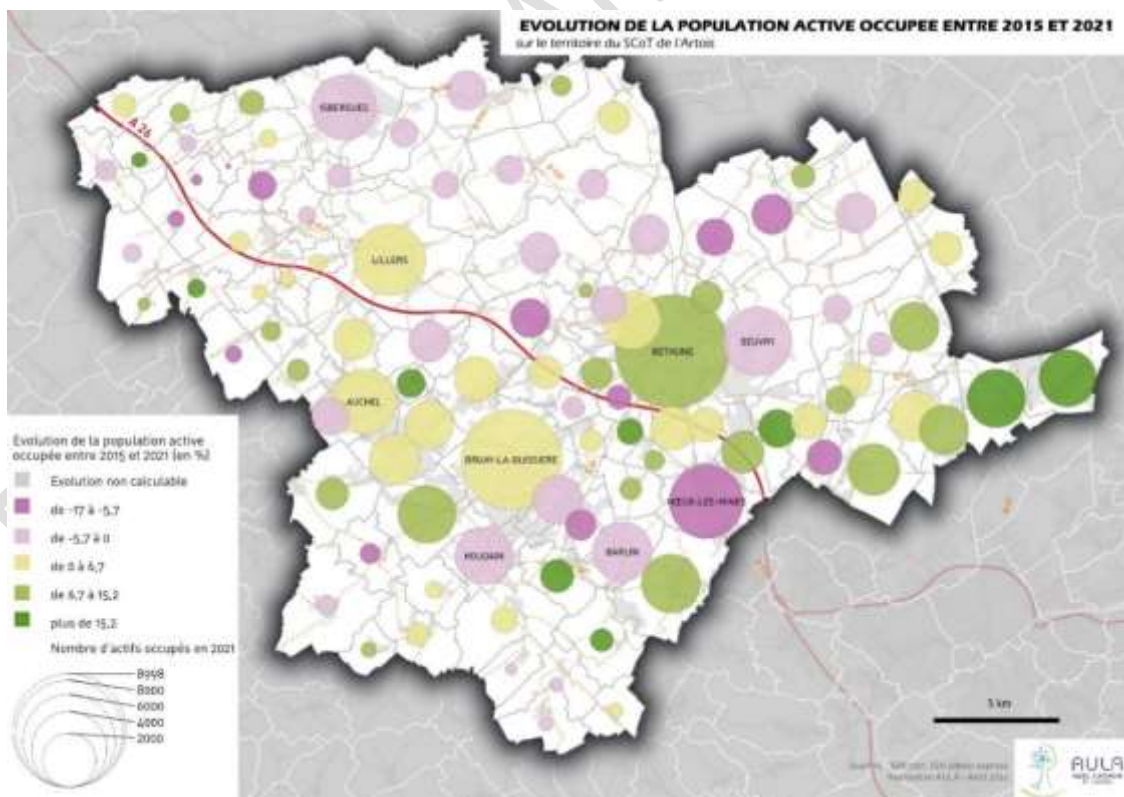 EVOLUTION DE LA POPULATION ACTIVE OCCUPEE ENTRE 2015 ET 2021
sur le territoire du SCoT de l'Artois
A 26
ISBERGUES
LILLERS
BETHUNE
BEUVRY
AUCHEL
BRUAY-LA-BUISSIERE
NŒUX-LES-MINES
HOUDAIN
BARLIN
Evolution de la population active
occupée entre 2015 et 2021 (en %)
Evolution non calculable
de -17 à -5,7
de -5,7 à 0
de 0 à 6,7
de 6,7 à 15,2
plus de 15,2
Nombre d'actifs occupés en 2021
8998
8000
6000
4000
2000
5 km
AULA